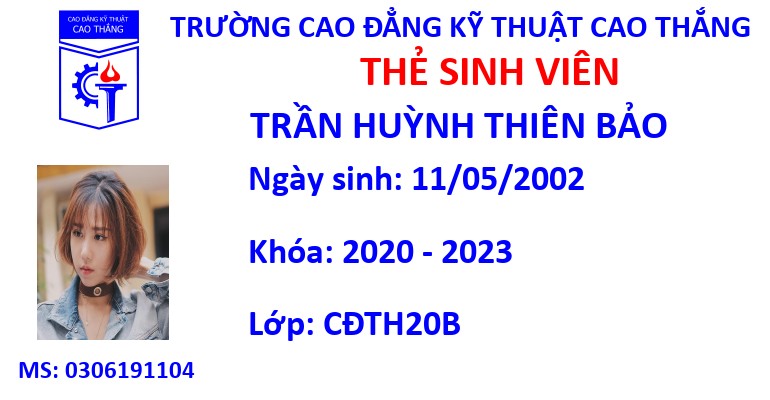 CAO ĐẲNG KỸ THUẬT
CAO THẮNG
TRƯỜNG CAO ĐẲNG KỸ THUẬT CAO THẮNG
THẺ SINH VIÊN
TRẦN HUỲNH THIÊN BẢO
Ngày sinh: 11/05/2002
Khóa: 2020 - 2023
Lớp: CĐTH20B
MS: 0306191104